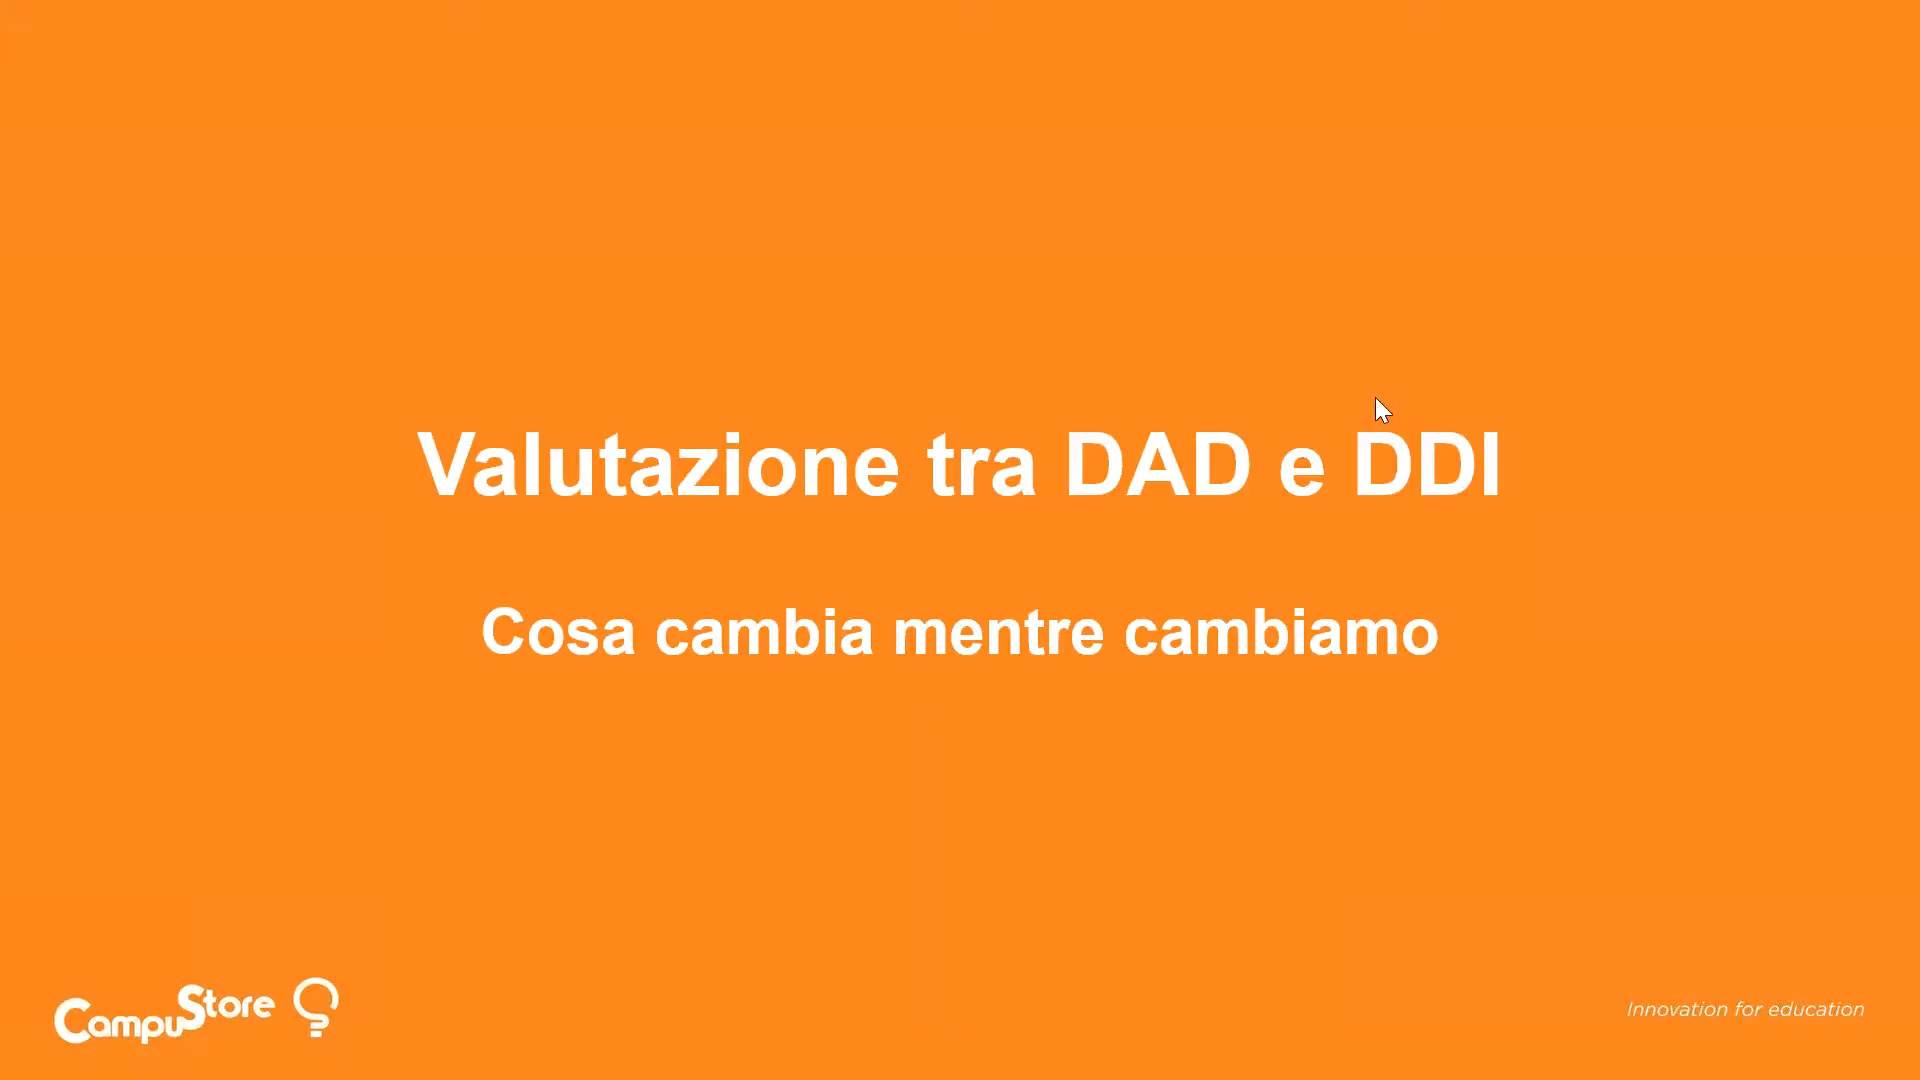 Valutazione tra DAD e DDI
Cosa cambia mentre cambiamo
CampuStore
Innovation for education